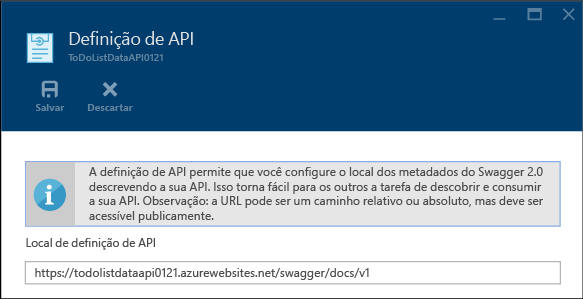 Definição de API
ToDoListDataAPI0121
Salvar
Descartar
A definição de API permite que você configure o local dos metadados do Swagger 2.0
descrevendo a sua API. Isso torna fácil para os outros a tarefa de descobrir e consumir
a sua API. Observação: a URL pode ser um caminho relativo ou absoluto, mas deve ser
acessível publicamente.
Local de definição de API
https://todolistdataapi0121.azurewebsites.net/swagger/docs/v1